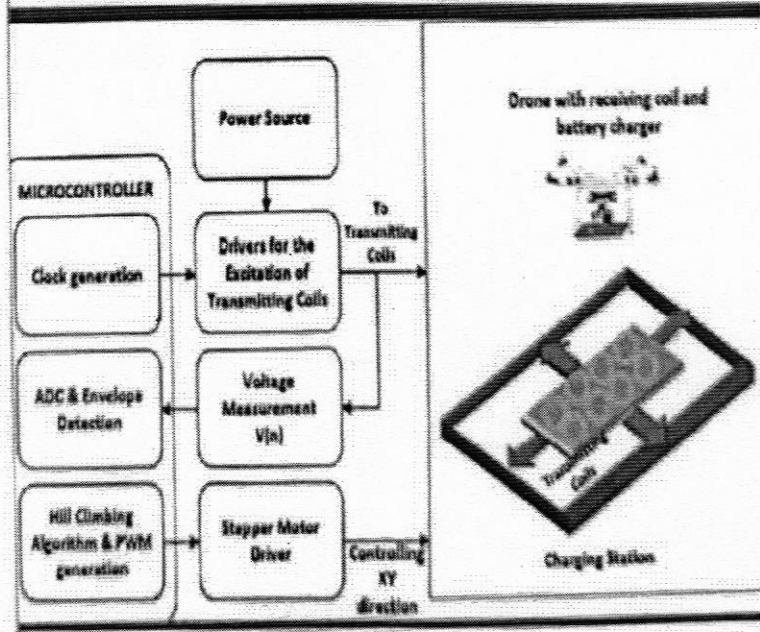 Power Source
Drone with receiving coil and
battery charger
MICROCONTROLLER
Clock generation
Drivers for the
Excitation of
Transmitting Coils
To
Transmitting
Coils
ADC & Envelope
Detection
Voltage
Measurement
V(n)
Transmitting
Coils
Hill Climbing
Algorithm & PWM
generation
Stepper Motor
Driver
Controlling
XY
direction
Charging Station